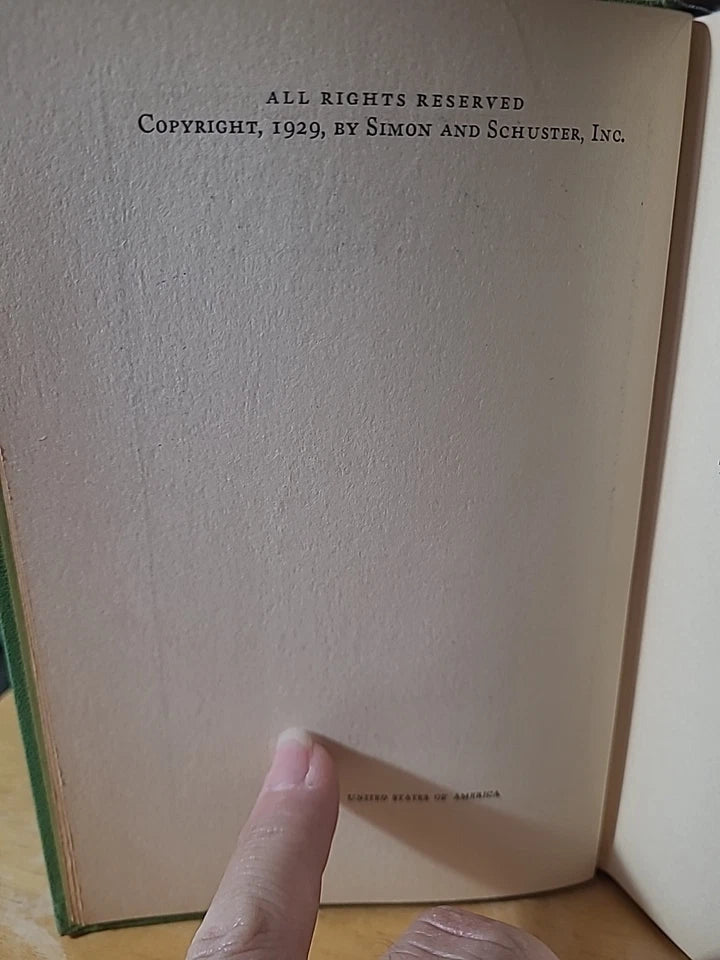 ALL RIGHTS RESERVED
COPYRIGHT, 1929, BY SIMON AND SCHUSTER, INC.
UNITED STATES OF AMERICA